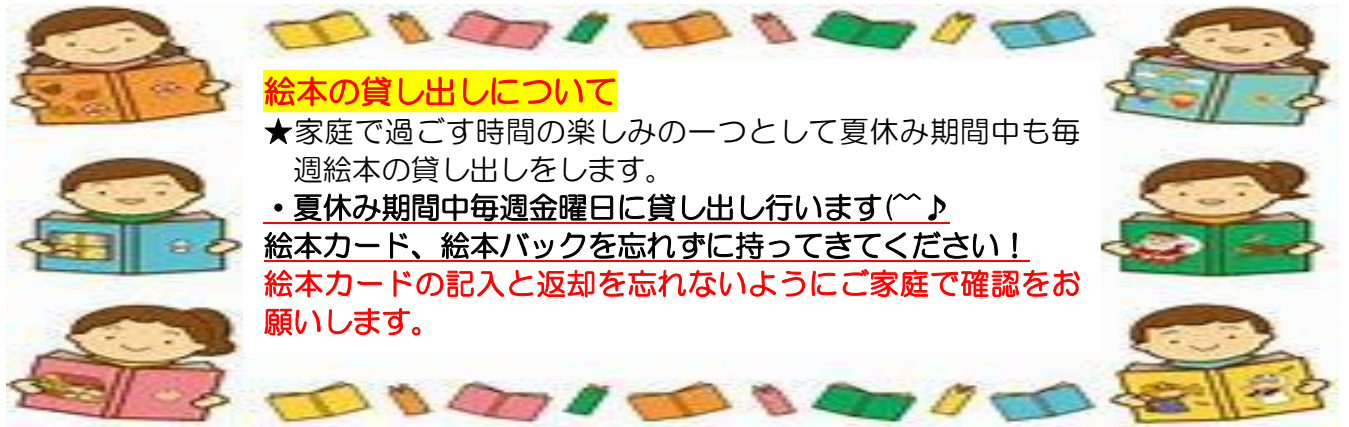 絵本の貸し出しについて
★家庭で過ごす時間の楽しみの一つとして夏休み期間中も毎
週絵本の貸し出しをします。
・夏休み期間中毎週金曜日に貸し出し行います(^^♪
絵本カード、絵本バックを忘れずに持ってきてください！
絵本カードの記入と返却を忘れないようにご家庭で確認をお
願いします。